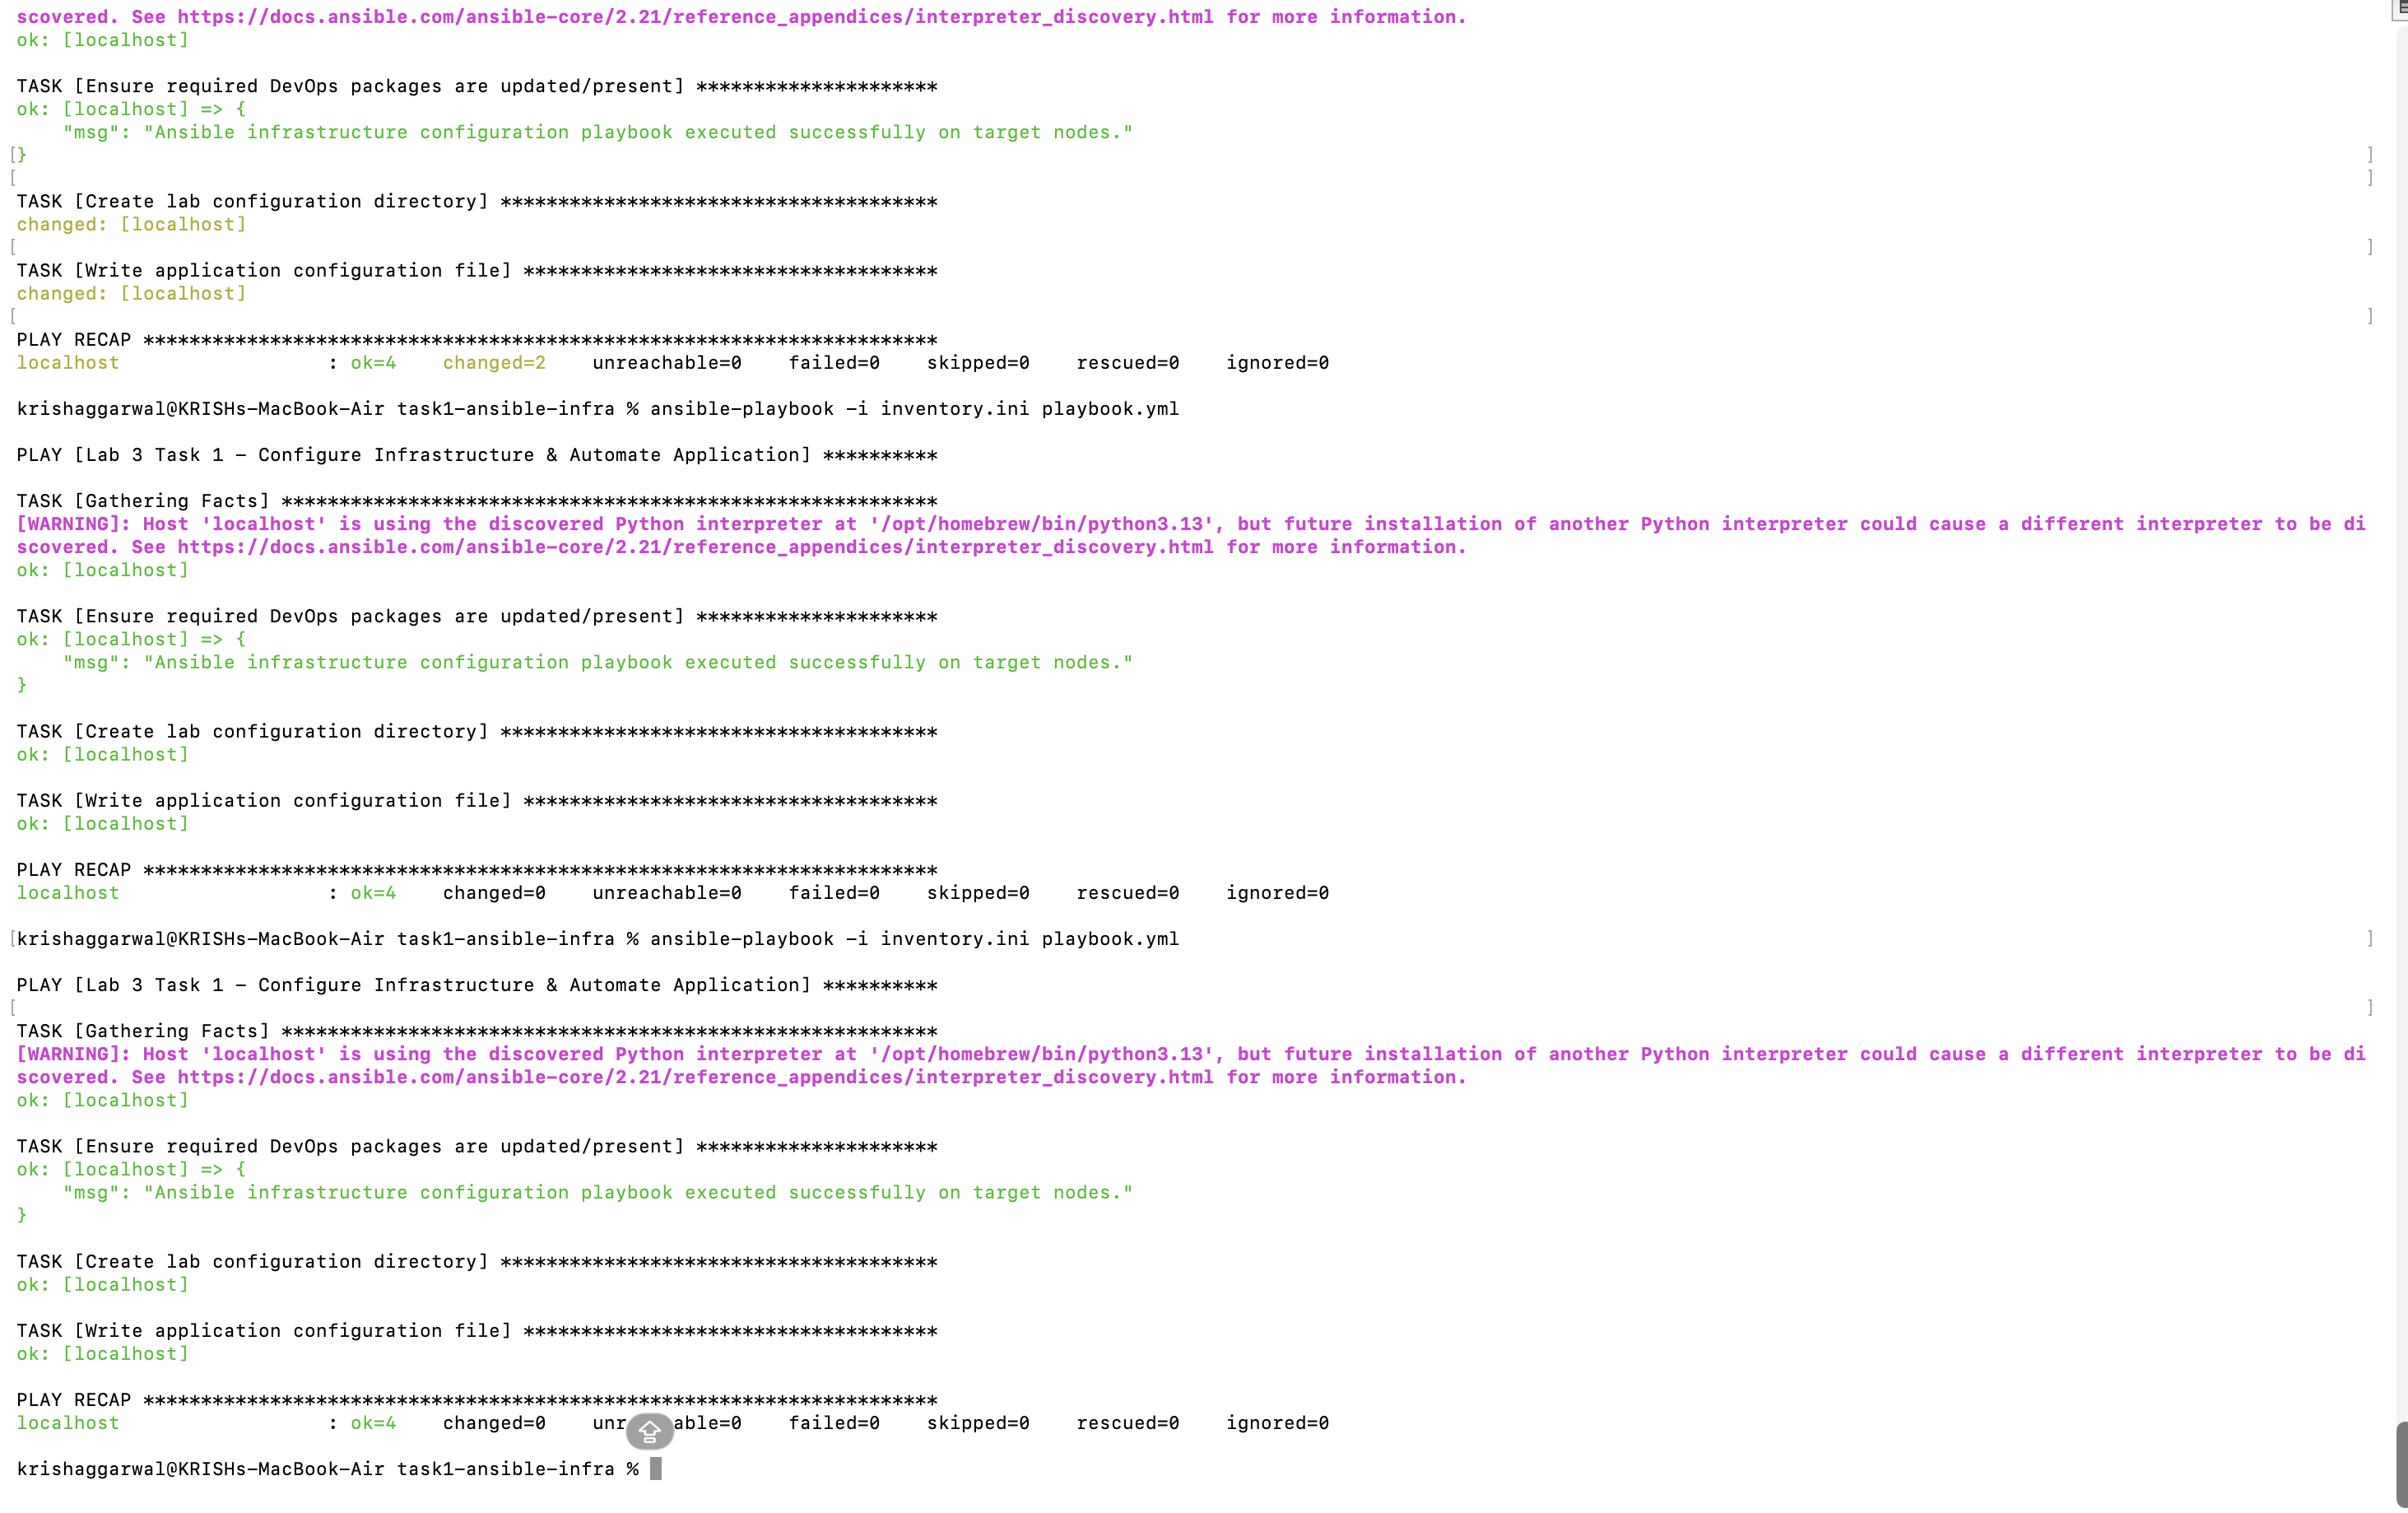 scovered. See https://docs.ansible.com/ansible-core/2.21/reference_appendices/interpreter_discovery.html for more information.
ok: [localhost]
TASK [Ensure required DevOps packages are updated/present] *********************
ok: [localhost] => {
    "msg": "Ansible infrastructure configuration playbook executed successfully on target nodes."
[} ]
[ ]
TASK [Create lab configuration directory] **************************************
changed: [localhost]
[ ]
TASK [Write application configuration file] ************************************
changed: [localhost]
[ ]
PLAY RECAP *********************************************************************
localhost                  : ok=4    changed=2    unreachable=0    failed=0    skipped=0    rescued=0    ignored=0
krishaggarwal@KRISHs-MacBook-Air task1-ansible-infra % ansible-playbook -i inventory.ini playbook.yml
PLAY [Lab 3 Task 1 - Configure Infrastructure & Automate Application] **********
TASK [Gathering Facts] *********************************************************
[WARNING]: Host 'localhost' is using the discovered Python interpreter at '/opt/homebrew/bin/python3.13', but future installation of another Python interpreter could cause a different interpreter to be di
scovered. See https://docs.ansible.com/ansible-core/2.21/reference_appendices/interpreter_discovery.html for more information.
ok: [localhost]
TASK [Ensure required DevOps packages are updated/present] *********************
ok: [localhost] => {
    "msg": "Ansible infrastructure configuration playbook executed successfully on target nodes."
}
TASK [Create lab configuration directory] **************************************
ok: [localhost]
TASK [Write application configuration file] ************************************
ok: [localhost]
PLAY RECAP *********************************************************************
localhost                  : ok=4    changed=0    unreachable=0    failed=0    skipped=0    rescued=0    ignored=0
[krishaggarwal@KRISHs-MacBook-Air task1-ansible-infra % ansible-playbook -i inventory.ini playbook.yml ]
PLAY [Lab 3 Task 1 - Configure Infrastructure & Automate Application] **********
[ ]
TASK [Gathering Facts] *********************************************************
[WARNING]: Host 'localhost' is using the discovered Python interpreter at '/opt/homebrew/bin/python3.13', but future installation of another Python interpreter could cause a different interpreter to be di
scovered. See https://docs.ansible.com/ansible-core/2.21/reference_appendices/interpreter_discovery.html for more information.
ok: [localhost]
TASK [Ensure required DevOps packages are updated/present] *********************
ok: [localhost] => {
    "msg": "Ansible infrastructure configuration playbook executed successfully on target nodes."
}
TASK [Create lab configuration directory] **************************************
ok: [localhost]
TASK [Write application configuration file] ************************************
ok: [localhost]
PLAY RECAP *********************************************************************
localhost                  : ok=4    changed=0    unr able=0    failed=0    skipped=0    rescued=0    ignored=0
krishaggarwal@KRISHs-MacBook-Air task1-ansible-infra %